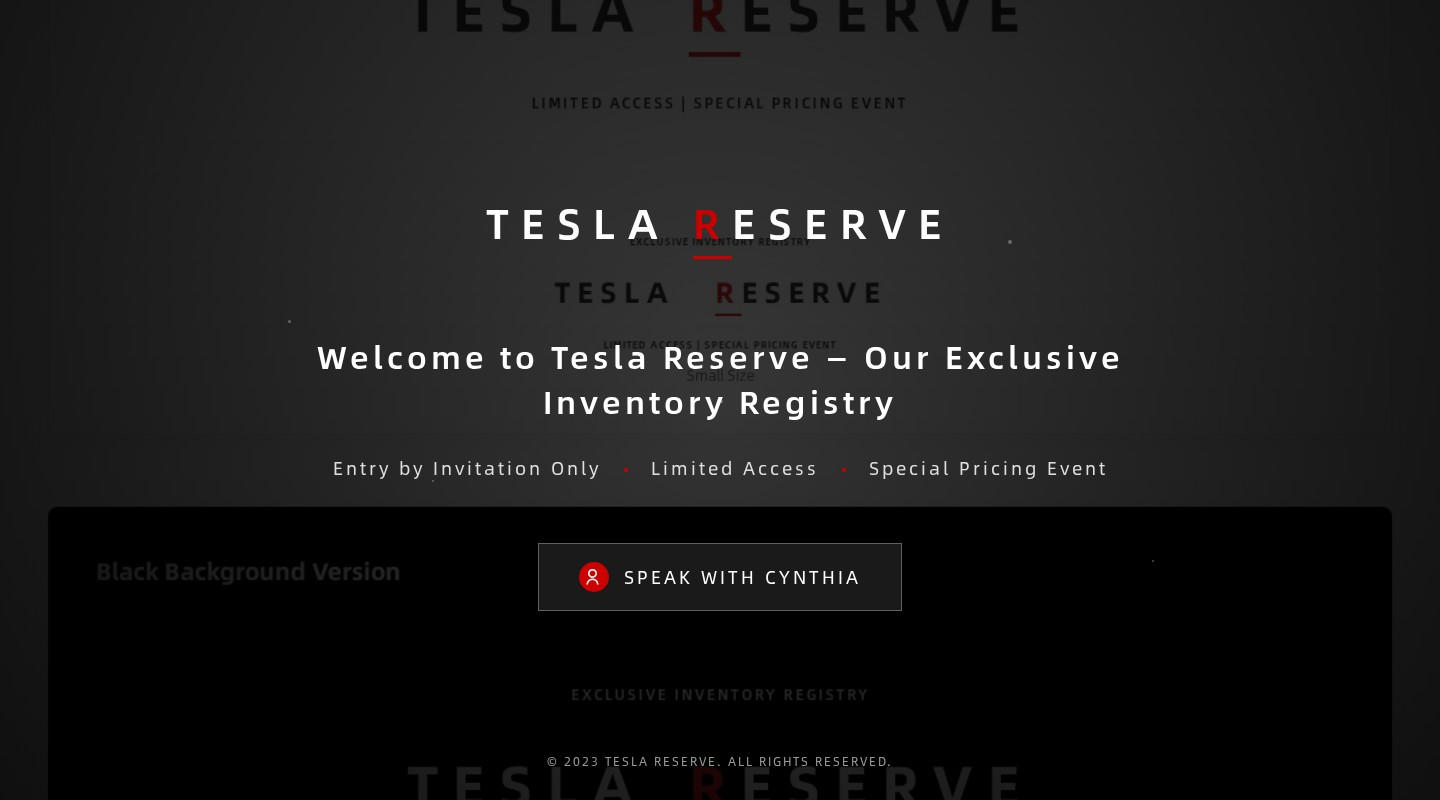 TESLA RESERVE
LIMITED ACCESS | SPECIAL PRICING EVENT
TESLA RESERVE
EXCLUSIVE INVENTORY REGISTRY
TESLA RESERVE
LIMITED ACCESS | SPECIAL PRICING EVENT
Welcome to Tesla Reserve – Our Exclusive
Small Size
Inventory Registry
Entry by Invitation Only • Limited Access • Special Pricing Event
Black Background Version
SPEAK WITH CYNTHIA
EXCLUSIVE INVENTORY REGISTRY
© 2023 TESLA RESERVE. ALL RIGHTS RESERVED.
TESLA RESERVE